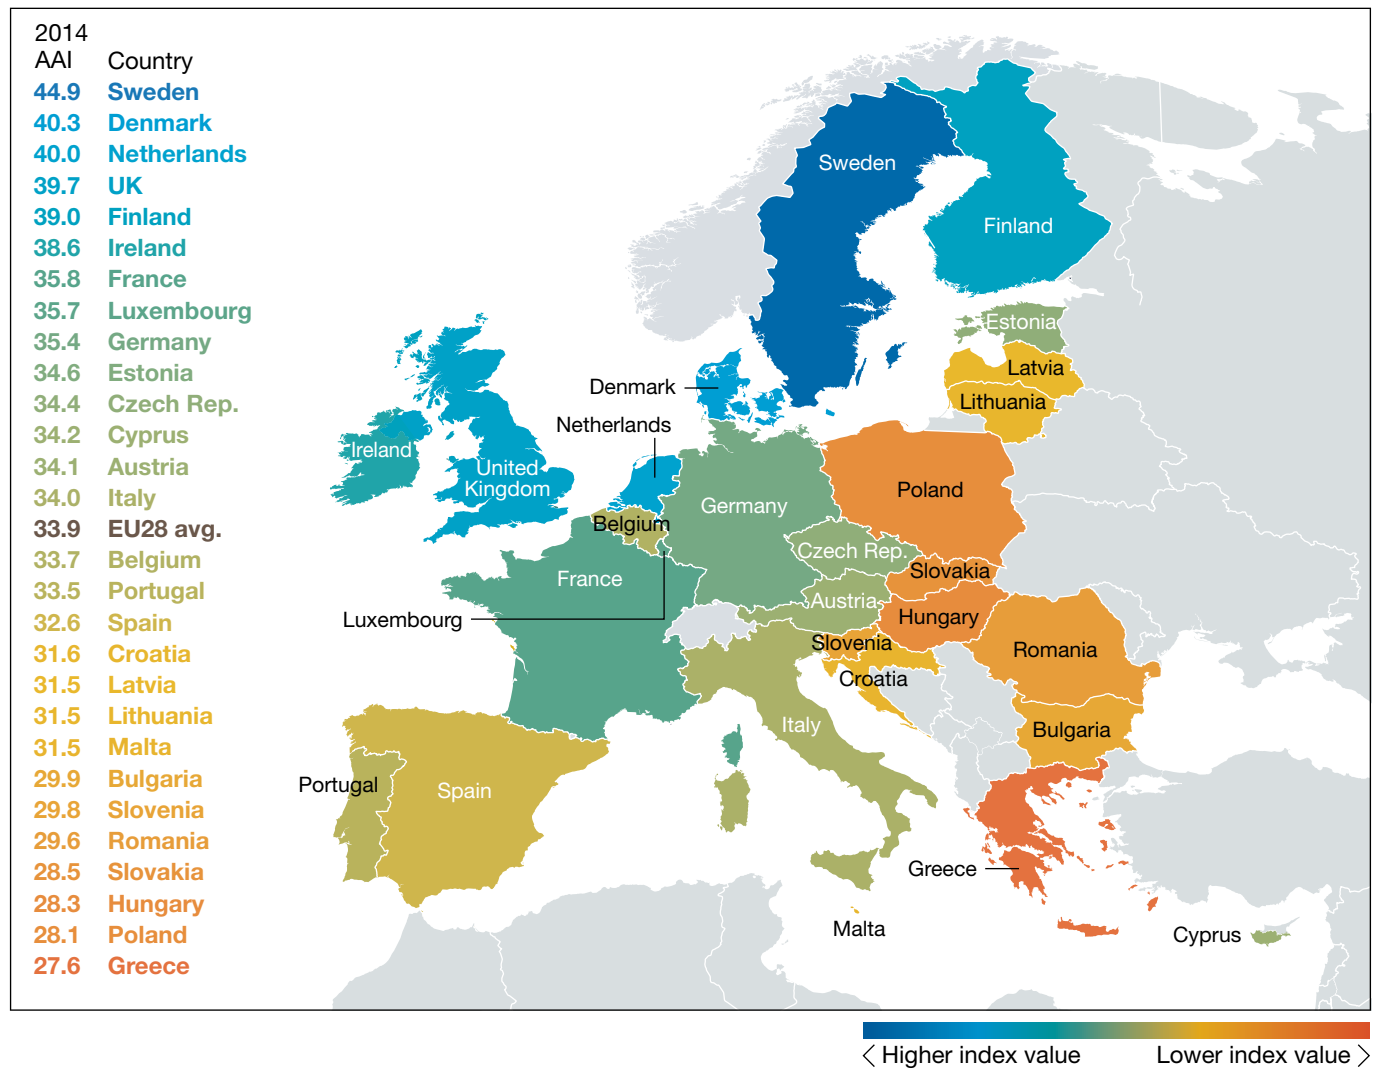 2014
AAI Country
44.9 Sweden
40.3 Denmark
40.0 Netherlands
39.7 UK
39.0 Finland
38.6 Ireland
35.8 France
35.7 Luxembourg
35.4 Germany
34.6 Estonia
34.4 Czech Rep.
34.2 Cyprus
34.1 Austria
34.0 Italy
33.9 EU28 avg.
33.7 Belgium
33.5 Portugal
32.6 Spain
31.6 Croatia
31.5 Latvia
31.5 Lithuania
31.5 Malta
29.9 Bulgaria
29.8 Slovenia
29.6 Romania
28.5 Slovakia
28.3 Hungary
28.1 Poland
27.6 Greece
Sweden
Finland
Estonia
Latvia
Denmark
Lithuania
Netherlands
Ireland
United
Kingdom
Poland
Germany
Belgium
Czech Rep.
Slovakia
France
Austria
Luxembourg
Hungary
Slovenia
Romania
Croatia
Italy
Bulgaria
Portugal
Spain
Greece
Malta
Cyprus
< Higher index value
Lower index value >